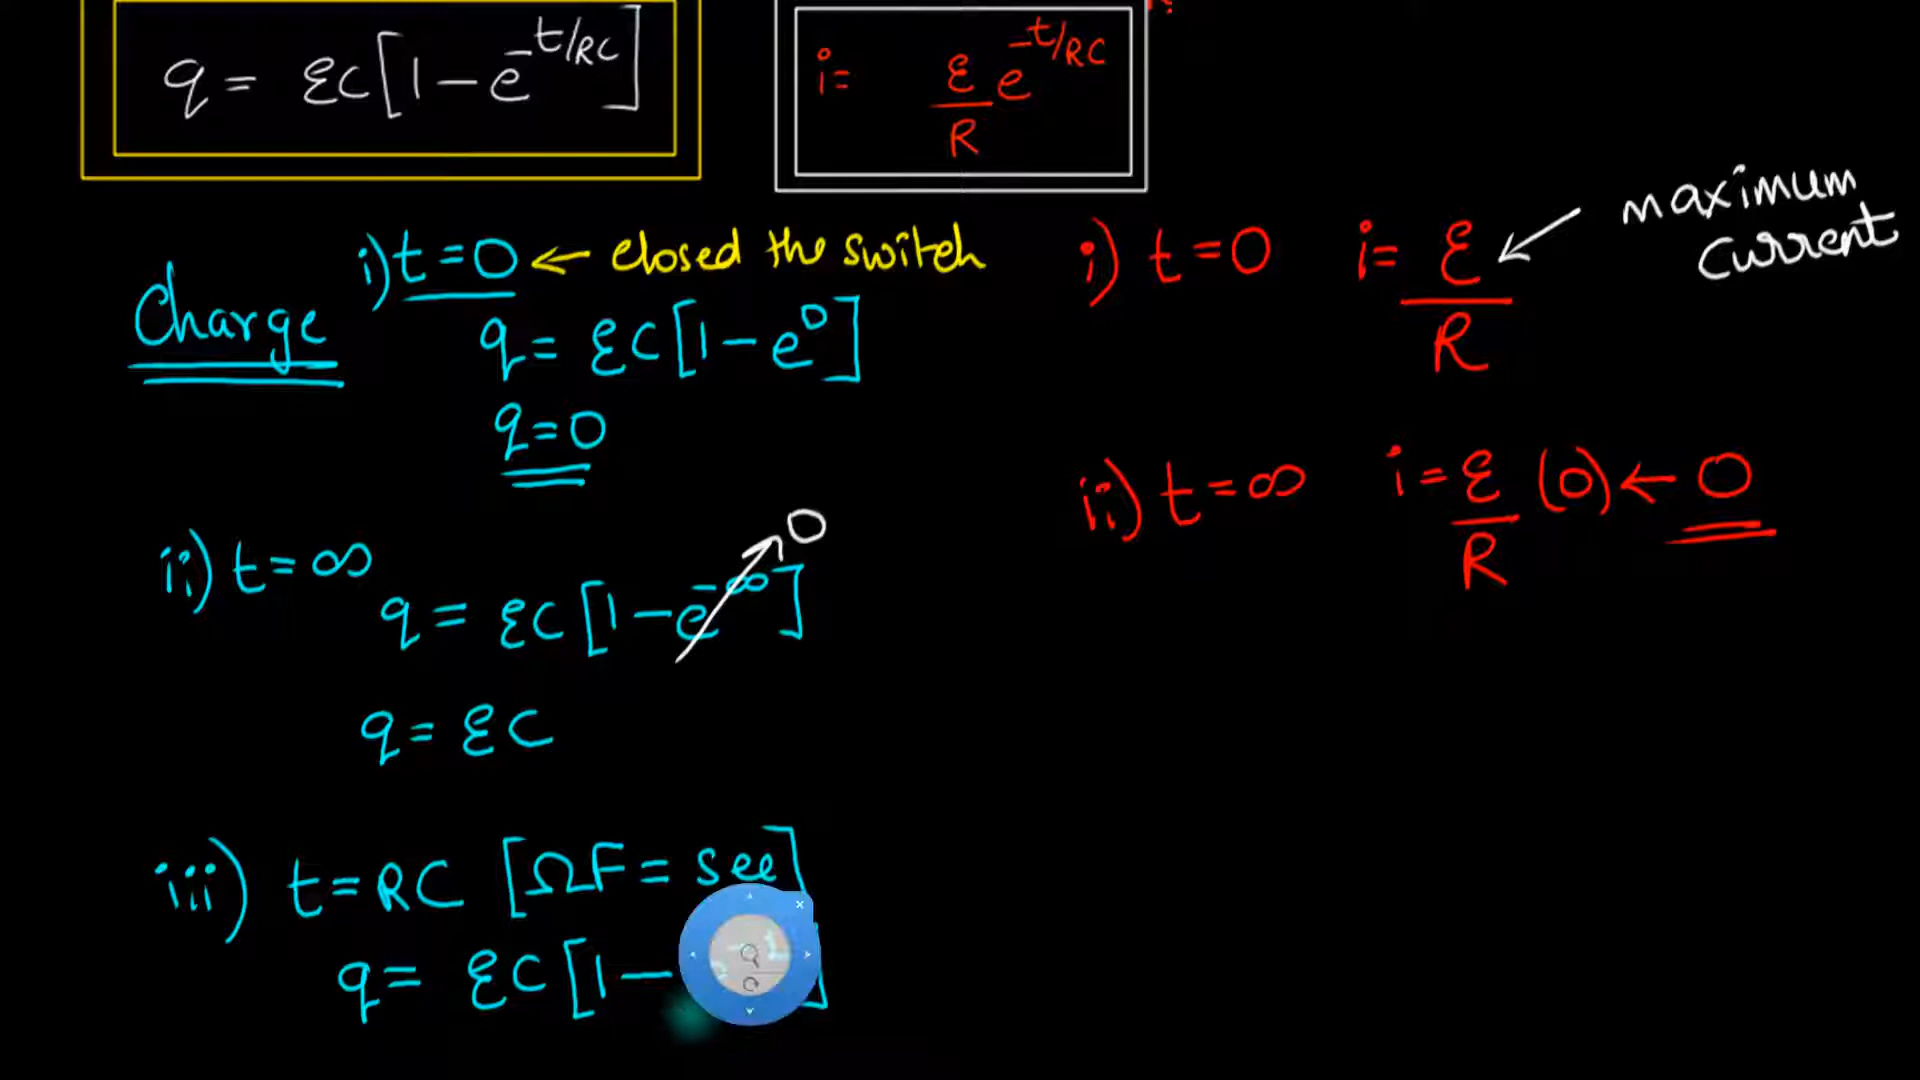 q = εC[1 - e^-t/RC]
i = ε/R e^-t/RC
Charge
i) t = 0 ← closed the switch
q = εC[1 - e^0]
q = 0
ii) t = ∞
q = εC[1 - e^-∞] → 0
q = εC
iii) t = RC [ΩF = sec]
q = εC[1 -
i) t = 0 i = ε/R ← maximum current
ii) t = ∞ i = ε/R (0) ← 0